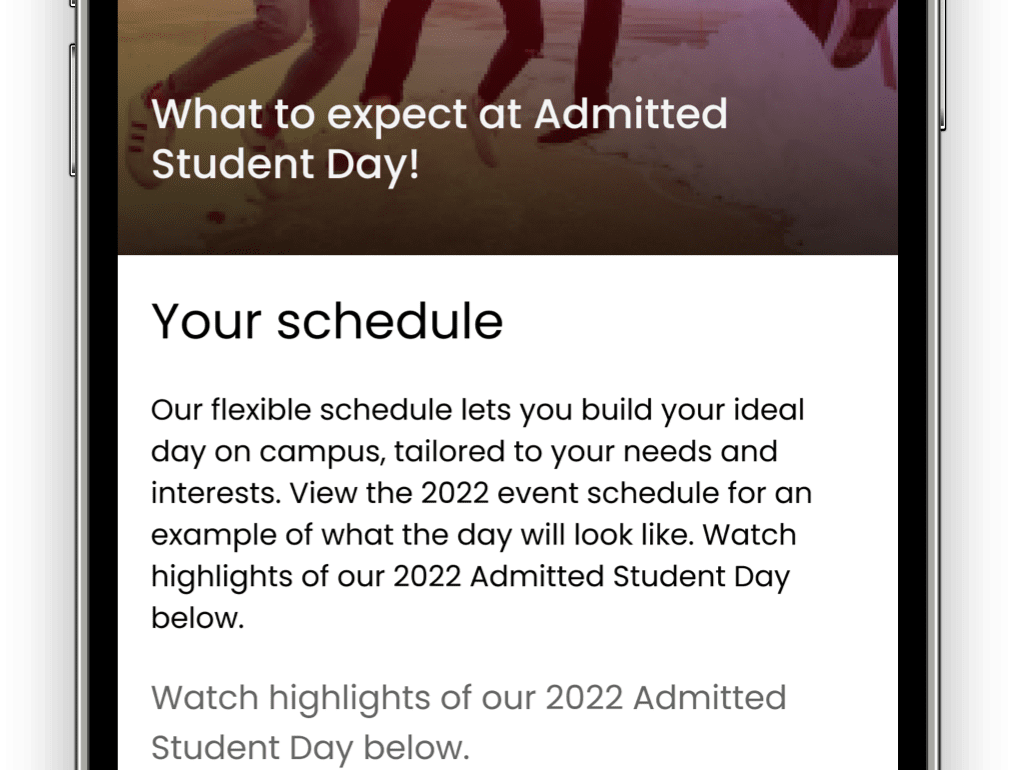 What to expect at Admitted
Student Day!
Your schedule
Our flexible schedule lets you build your ideal
day on campus, tailored to your needs and
interests. View the 2022 event schedule for an
example of what the day will look like. Watch
highlights of our 2022 Admitted Student Day
below.
Watch highlights of our 2022 Admitted
Student Day below.